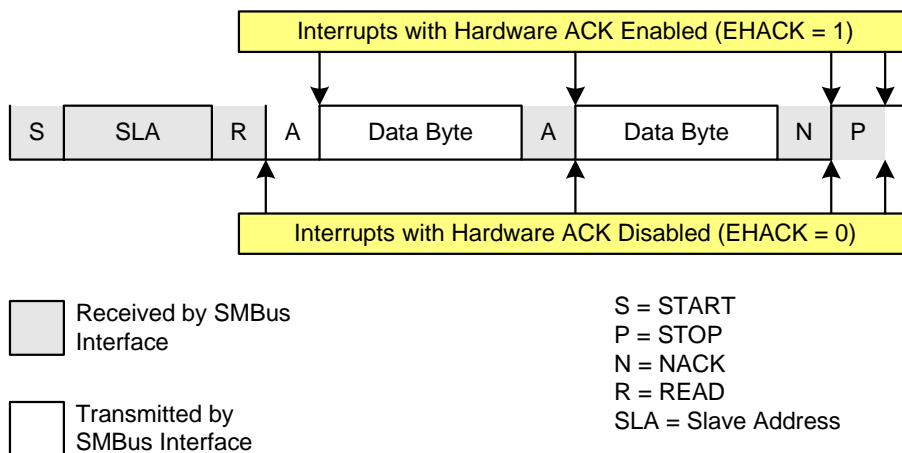 Interrupts with Hardware ACK Enabled (EHACK = 1)
S SLA R A Data Byte A Data Byte N P
Interrupts with Hardware ACK Disabled (EHACK = 0)
Received by SMBus
Interface
Transmitted by
SMBus Interface
S = START
P = STOP
N = NACK
R = READ
SLA = Slave Address